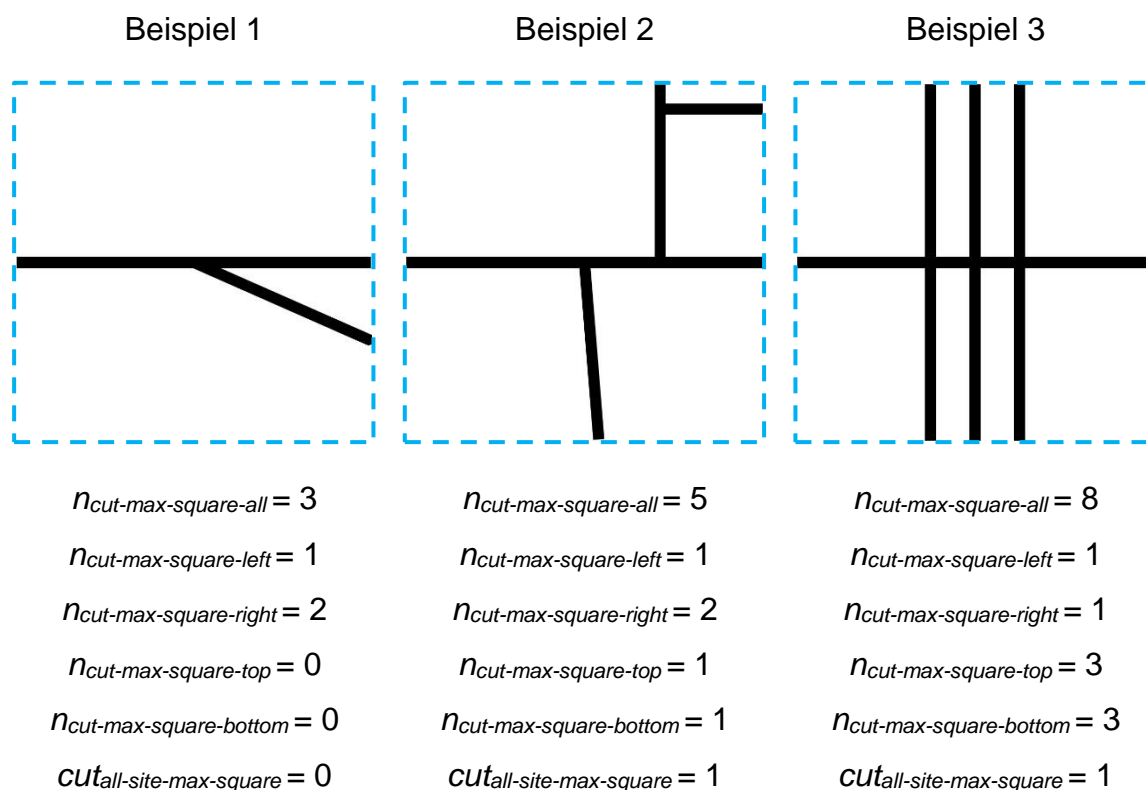 Beispiel 1 Beispiel 2 Beispiel 3
ncut-max-square-all = 3 ncut-max-square-all = 5 ncut-max-square-all = 8
ncut-max-square-left = 1 ncut-max-square-left = 1 ncut-max-square-left = 1
ncut-max-square-right = 2 ncut-max-square-right = 2 ncut-max-square-right = 1
ncut-max-square-top = 0 ncut-max-square-top = 1 ncut-max-square-top = 3
ncut-max-square-bottom = 0 ncut-max-square-bottom = 1 ncut-max-square-bottom = 3
cutall-site-max-square = 0 cutall-site-max-square = 1 cutall-site-max-square = 1